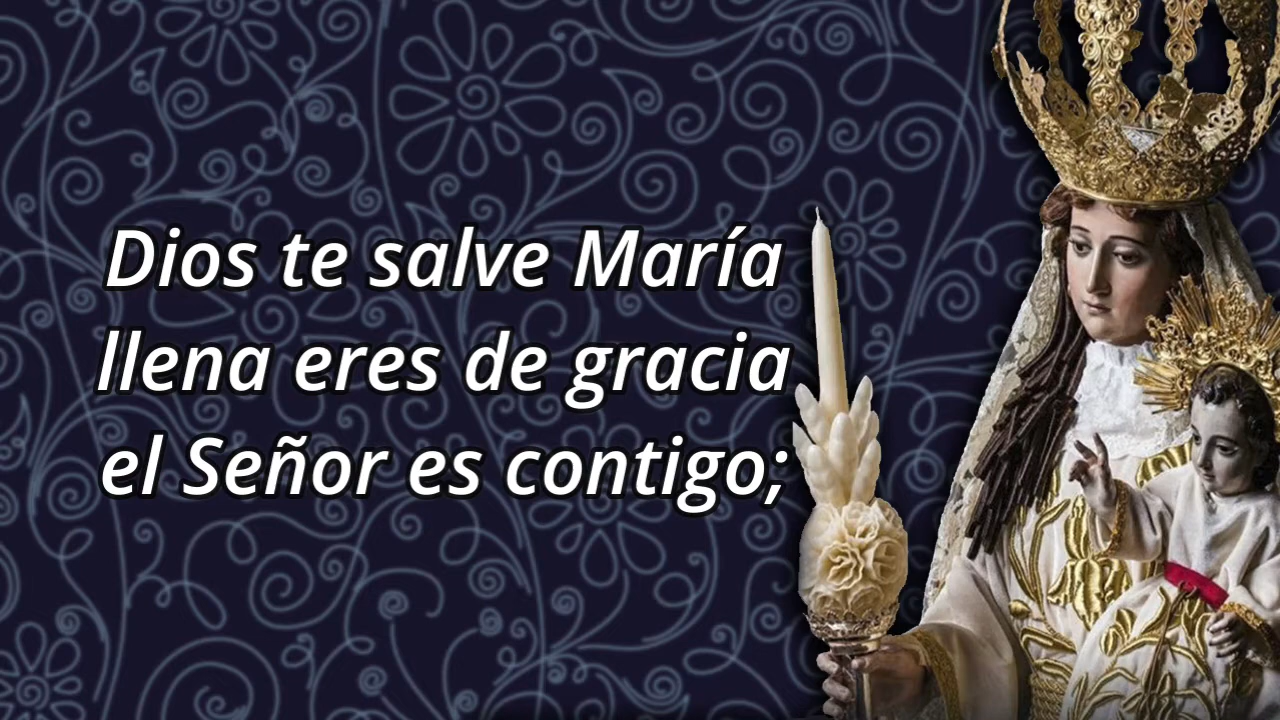 Dios te salve María
llena eres de gracia
el Señor es contigo;